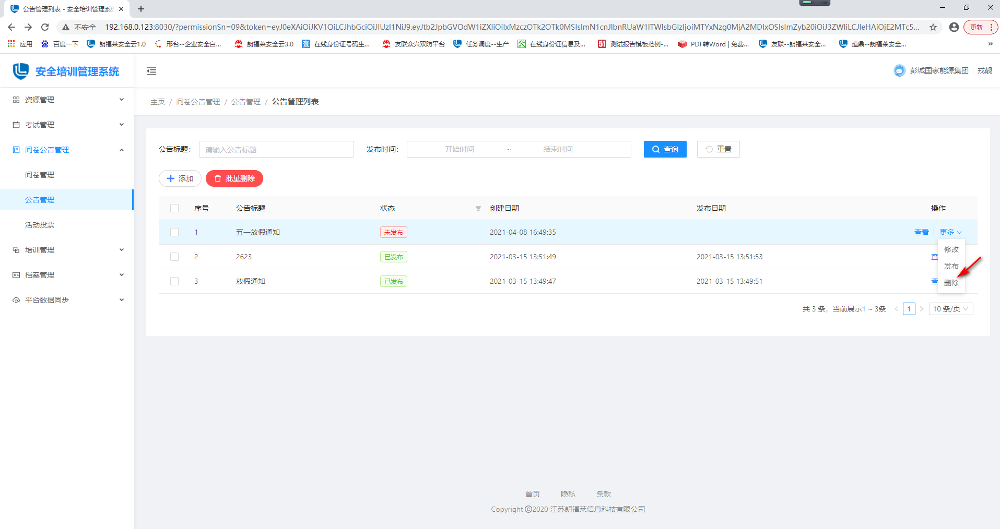 公告管理列表 - 安全培训管理系统
不安全 | 192.168.0.123:8030/?permissionSn=09&token=eyJ0eXAiOiJKV1QiLCJhbGciOiJIUzI1NiJ9.eyJtb2JpbGVOdW1iZXIiOiIxMzczOTk2OTk0MSIsImN1cnJlbnRUaW1lTWlsbGlzIjoiMTYxNzg0MjA2MDIxOSIsImZyb20iOiJ3ZWIiLCJleHAiOjE2MTc5... 更新
应用 百度一下 朗福莱安全云1.0 邢台--企业安全自... 朗福莱安全云3.0 在线身份证号码生... 友联众兴双防平台 任务调度--生产 在线身份证信息及... 测试报告模板范例-... PDF转Word | 免费... 友联--朗福莱安全... 蕴鼎--朗福莱安全... »
安全培训管理系统
彭城国家能源集团 戎靓
资源管理
考试管理
问卷公告管理
问卷管理
公告管理
活动投票
培训管理
档案管理
平台数据同步
主页 / 问卷公告管理 / 公告管理 / 公告管理列表
公告标题: 请输入公告标题 发布时间: 开始时间 ~ 结束时间 查询 重置
添加 批量删除
序号 公告标题 状态 创建日期 发布日期 操作
1 五一放假通知 未发布 2021-04-08 16:49:35 查看 更多
2 2623 已发布 2021-03-15 13:51:49 2021-03-15 13:51:53 查
3 放假通知 已发布 2021-03-15 13:49:47 2021-03-15 13:49:51 查
修改
发布
删除
共 3 条，当前展示1 ~ 3条 < 1 > 10 条/页
首页 隐私 条款
Copyright ©2020 江苏朗福莱信息科技有限公司